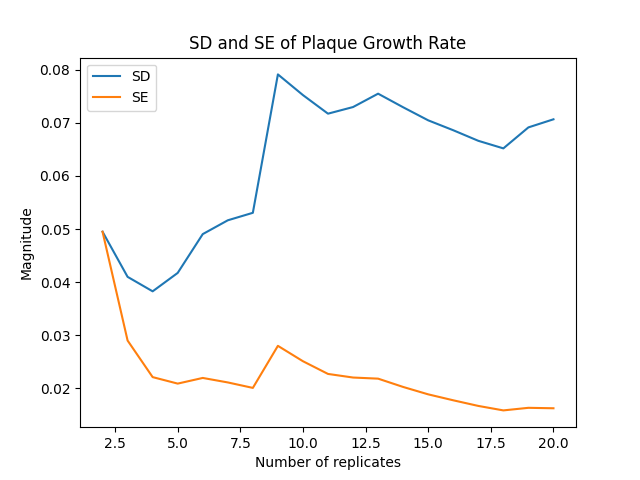 SD and SE of Plaque Growth Rate
SD
SE
0.08
0.07
0.06
0.05
0.04
0.03
0.02
Magnitude
2.5 5.0 7.5 10.0 12.5 15.0 17.5 20.0
Number of replicates